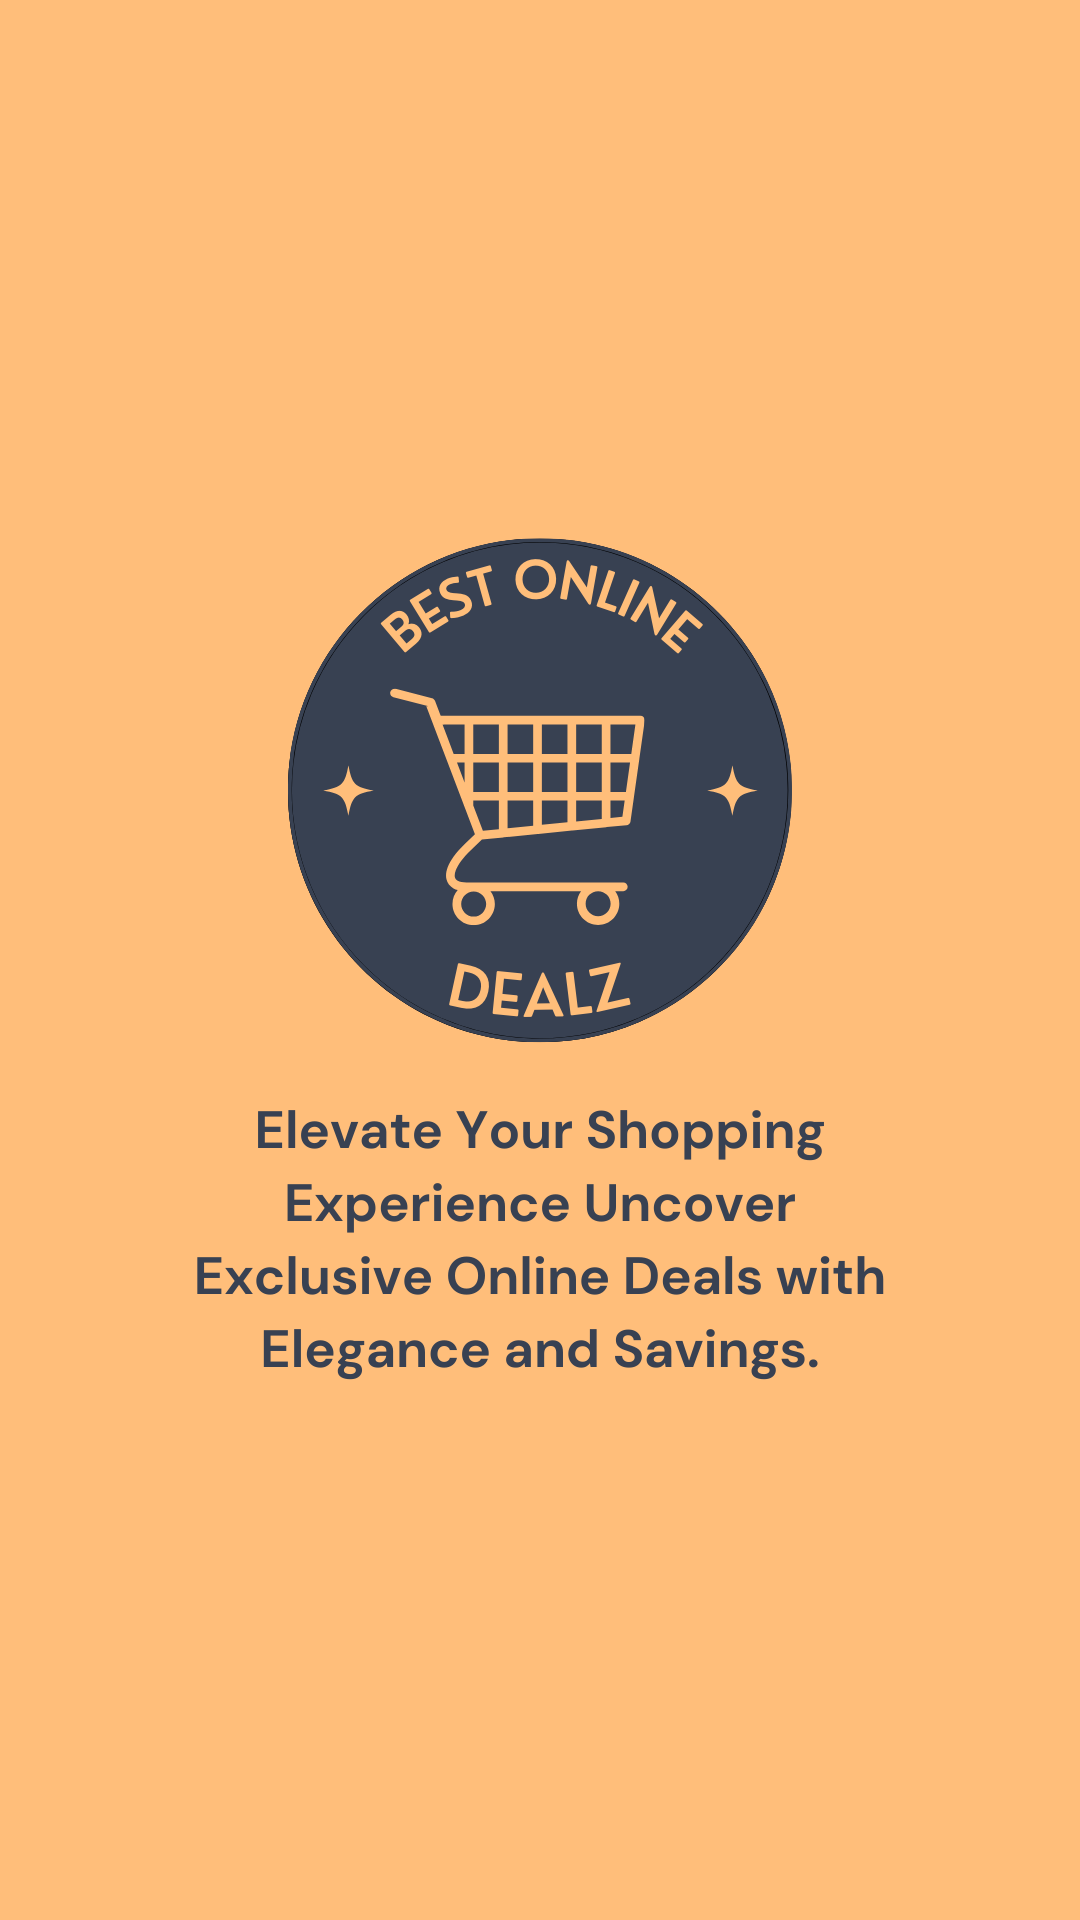 BEST ONLINE
DEALZ
Elevate Your Shopping
Experience Uncover
Exclusive Online Deals with
Elegance and Savings.